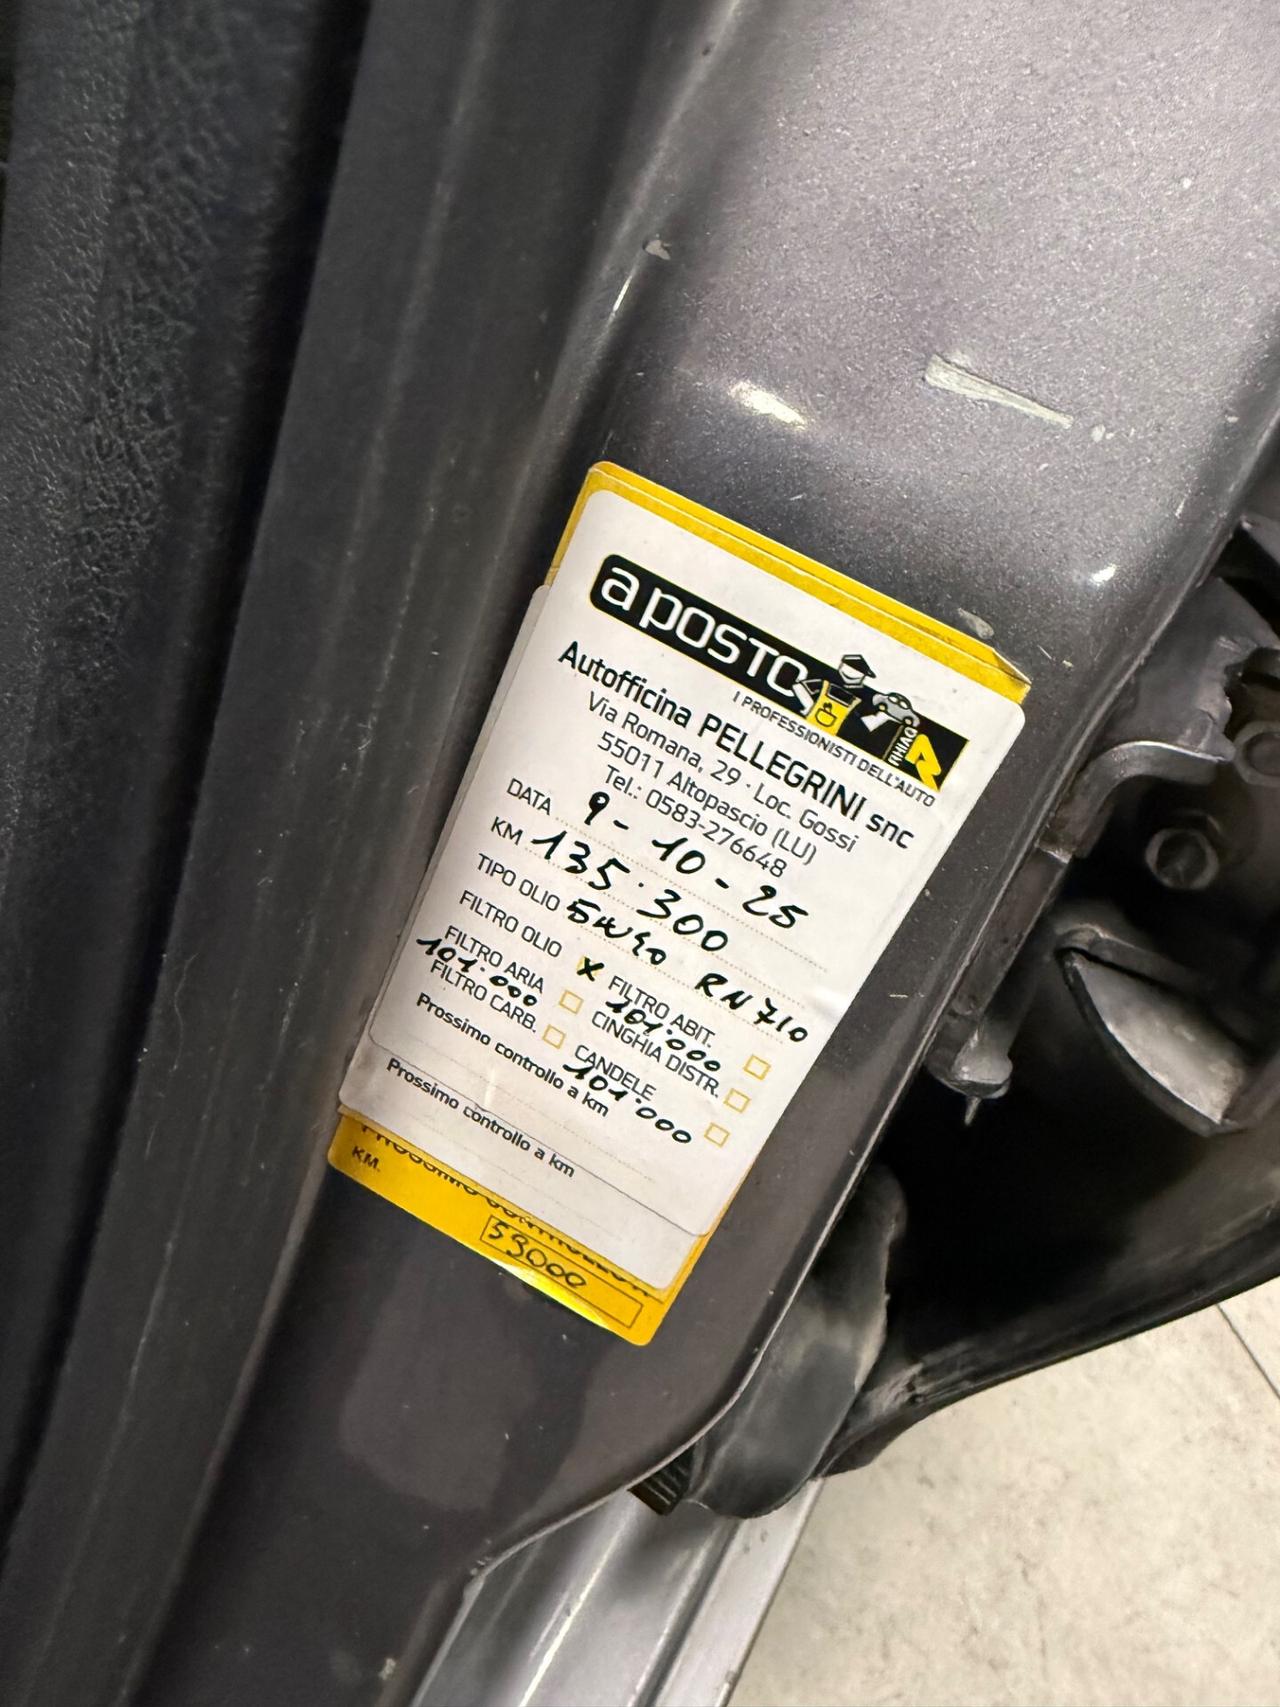 a posto
I PROFESSIONISTI DELL'AUTO
RHIAG
Autofficina PELLEGRINI snc
Via Romana, 29 - Loc. Gossi
55011 Altopascio (LU)
Tel.: 0583-276648
DATA 9-10-25
KM 135.300
TIPO OLIO 5W30 RN710
FILTRO OLIO X FILTRO ABIT.
101.000
FILTRO ARIA CINGHIA DISTR.
101.000
FILTRO CARB. CANDELE
101.000
Prossimo controllo a km
Prossimo controllo a km
PROSSIMO CONTROLLO
KM. 53000